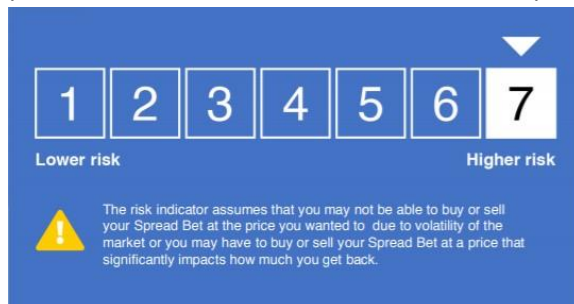 1 2 3 4 5 6 7
Lower risk Higher risk
The risk indicator assumes that you may not be able to buy or sell
your Spread Bet at the price you wanted to due to volatility of the
market or you may have to buy or sell your Spread Bet at a price that
significantly impacts how much you get back.